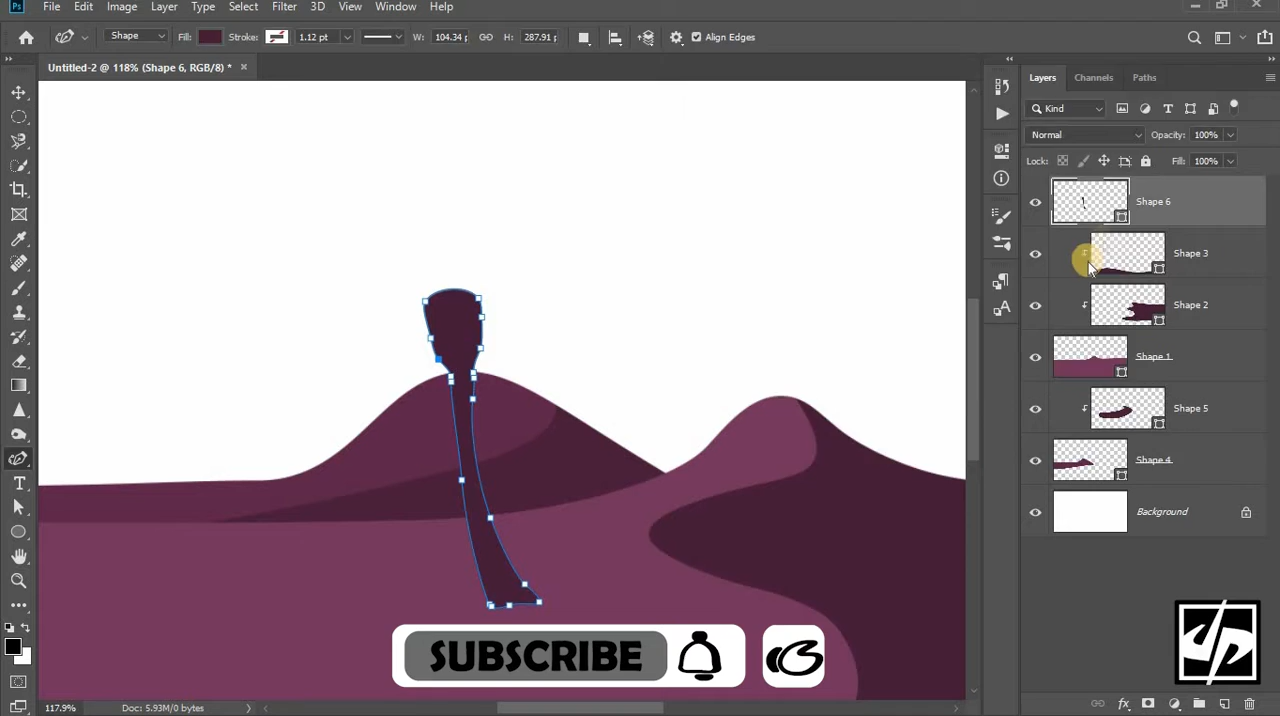 Ps File Edit Image Layer Type Select Filter 3D View Window Help
Shape Fill: Stroke: 1.12 pt W: 104.34 p H: 287.91 p Align Edges
Untitled-2 @ 118% (Shape 6, RGB/8) * ×
Layers Channels Paths
Kind
Normal Opacity: 100%
Lock: Fill: 100%
Shape 6
Shape 3
Shape 2
Shape 1
Shape 5
Shape 4
Background
SUBSCRIBE
117.9% Doc: 5.93M/0 bytes